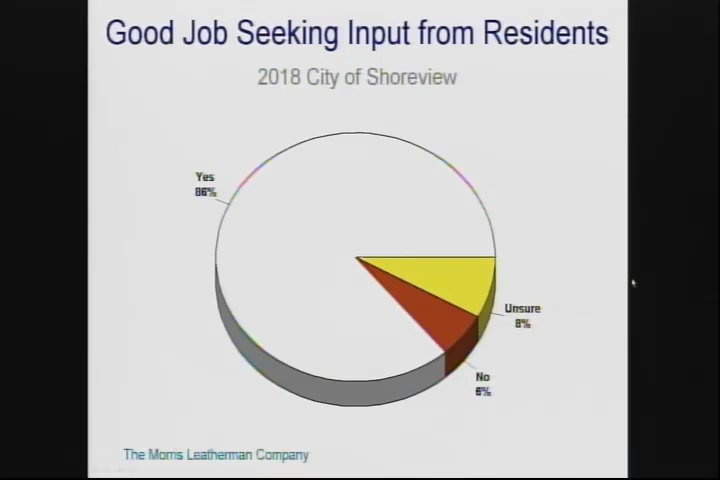 Good Job Seeking Input from Residents
2018 City of Shoreview
Yes
86%
Unsure
8%
No
6%
The Morris Leatherman Company